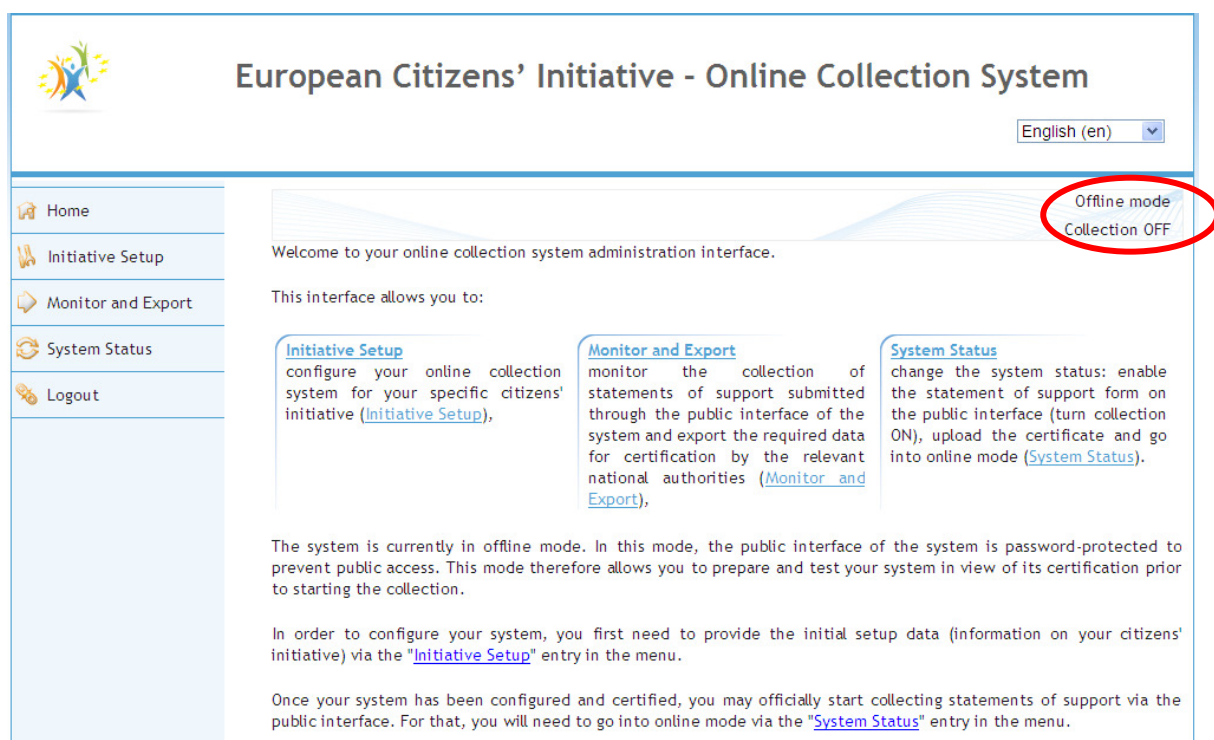 European Citizens’ Initiative - Online Collection System
English (en)
Home
Initiative Setup
Monitor and Export
System Status
Logout
Offline mode
Collection OFF
Welcome to your online collection system administration interface.
This interface allows you to:
Initiative Setup
configure your online collection
system for your specific citizens'
initiative (Initiative Setup),
Monitor and Export
monitor the collection of
statements of support submitted
through the public interface of the
system and export the required data
for certification by the relevant
national authorities (Monitor and
Export),
System Status
change the system status: enable
the statement of support form on
the public interface (turn collection
ON), upload the certificate and go
into online mode (System Status).
The system is currently in offline mode. In this mode, the public interface of the system is password-protected to
prevent public access. This mode therefore allows you to prepare and test your system in view of its certification prior
to starting the collection.
In order to configure your system, you first need to provide the initial setup data (information on your citizens'
initiative) via the "Initiative Setup" entry in the menu.
Once your system has been configured and certified, you may officially start collecting statements of support via the
public interface. For that, you will need to go into online mode via the "System Status" entry in the menu.